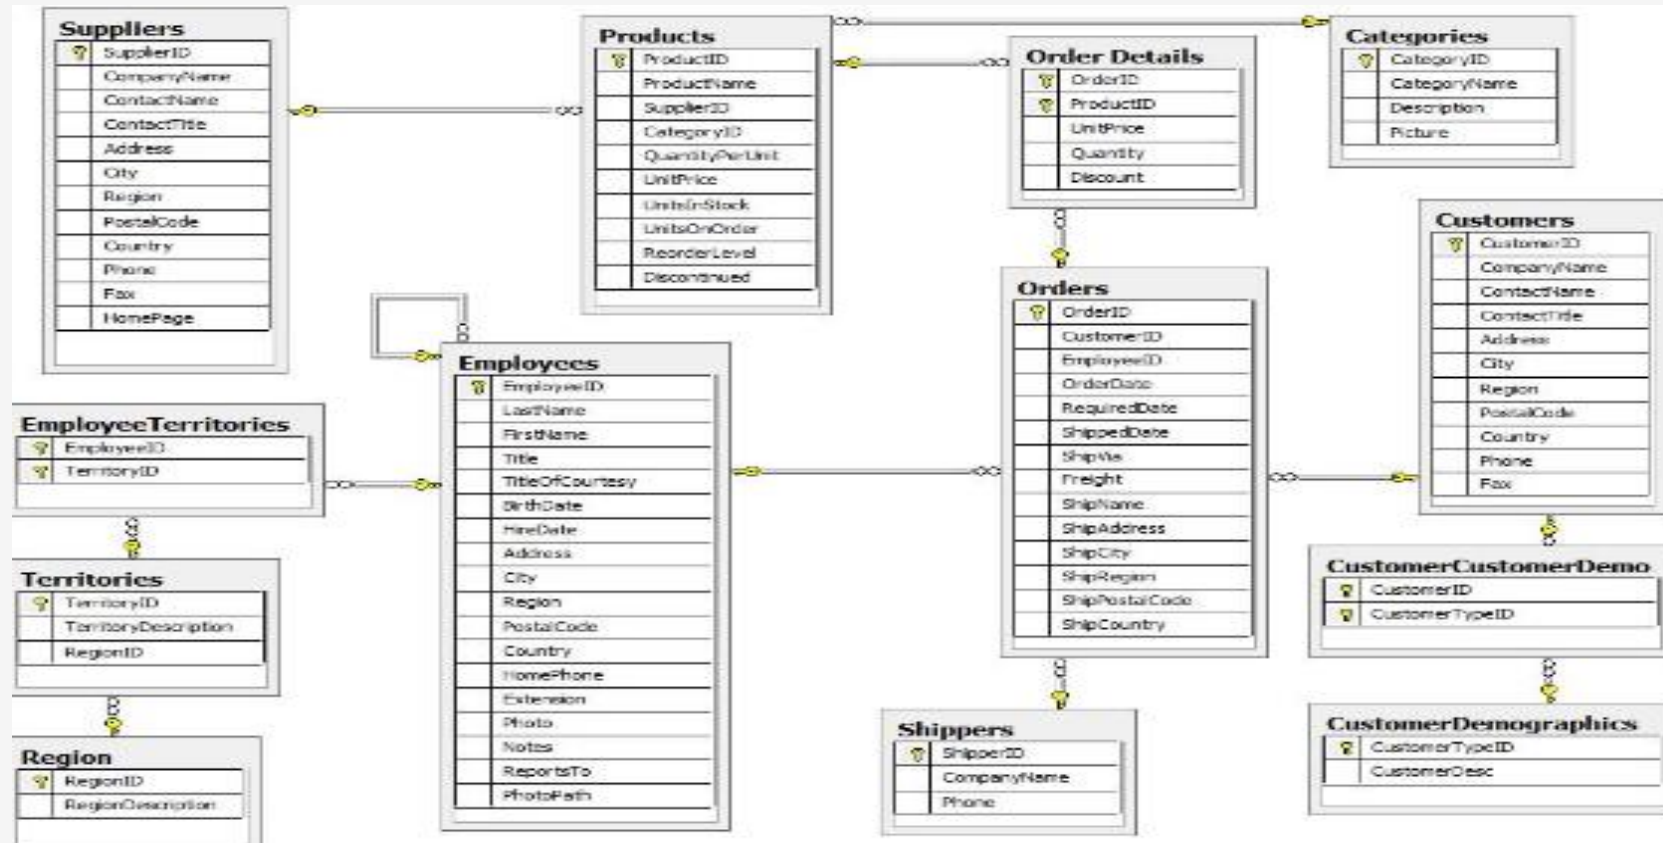 Suppliers
SupplierID
CompanyName
ContactName
ContactTitle
Address
City
Region
PostalCode
Country
Phone
Fax
HomePage
Products
ProductID
ProductName
SupplierID
CategoryID
QuantityPerUnit
UnitPrice
UnitsInStock
UnitsOnOrder
ReorderLevel
Discontinued
Order Details
OrderID
ProductID
UnitPrice
Quantity
Discount
Categories
CategoryID
CategoryName
Description
Picture
Customers
CustomerID
CompanyName
ContactName
ContactTitle
Address
City
Region
PostalCode
Country
Phone
Fax
Orders
OrderID
CustomerID
EmployeeID
OrderDate
RequiredDate
ShippedDate
ShipVia
Freight
ShipName
ShipAddress
ShipCity
ShipRegion
ShipPostalCode
ShipCountry
Employees
EmployeeID
LastName
FirstName
Title
TitleOfCourtesy
BirthDate
HireDate
Address
City
Region
PostalCode
Country
HomePhone
Extension
Photo
Notes
ReportsTo
PhotoPath
EmployeeTerritories
EmployeeID
TerritoryID
Territories
TerritoryID
TerritoryDescription
RegionID
Region
RegionID
RegionDescription
Shippers
ShipperID
CompanyName
Phone
CustomerCustomerDemo
CustomerID
CustomerTypeID
CustomerDemographics
CustomerTypeID
CustomerDesc